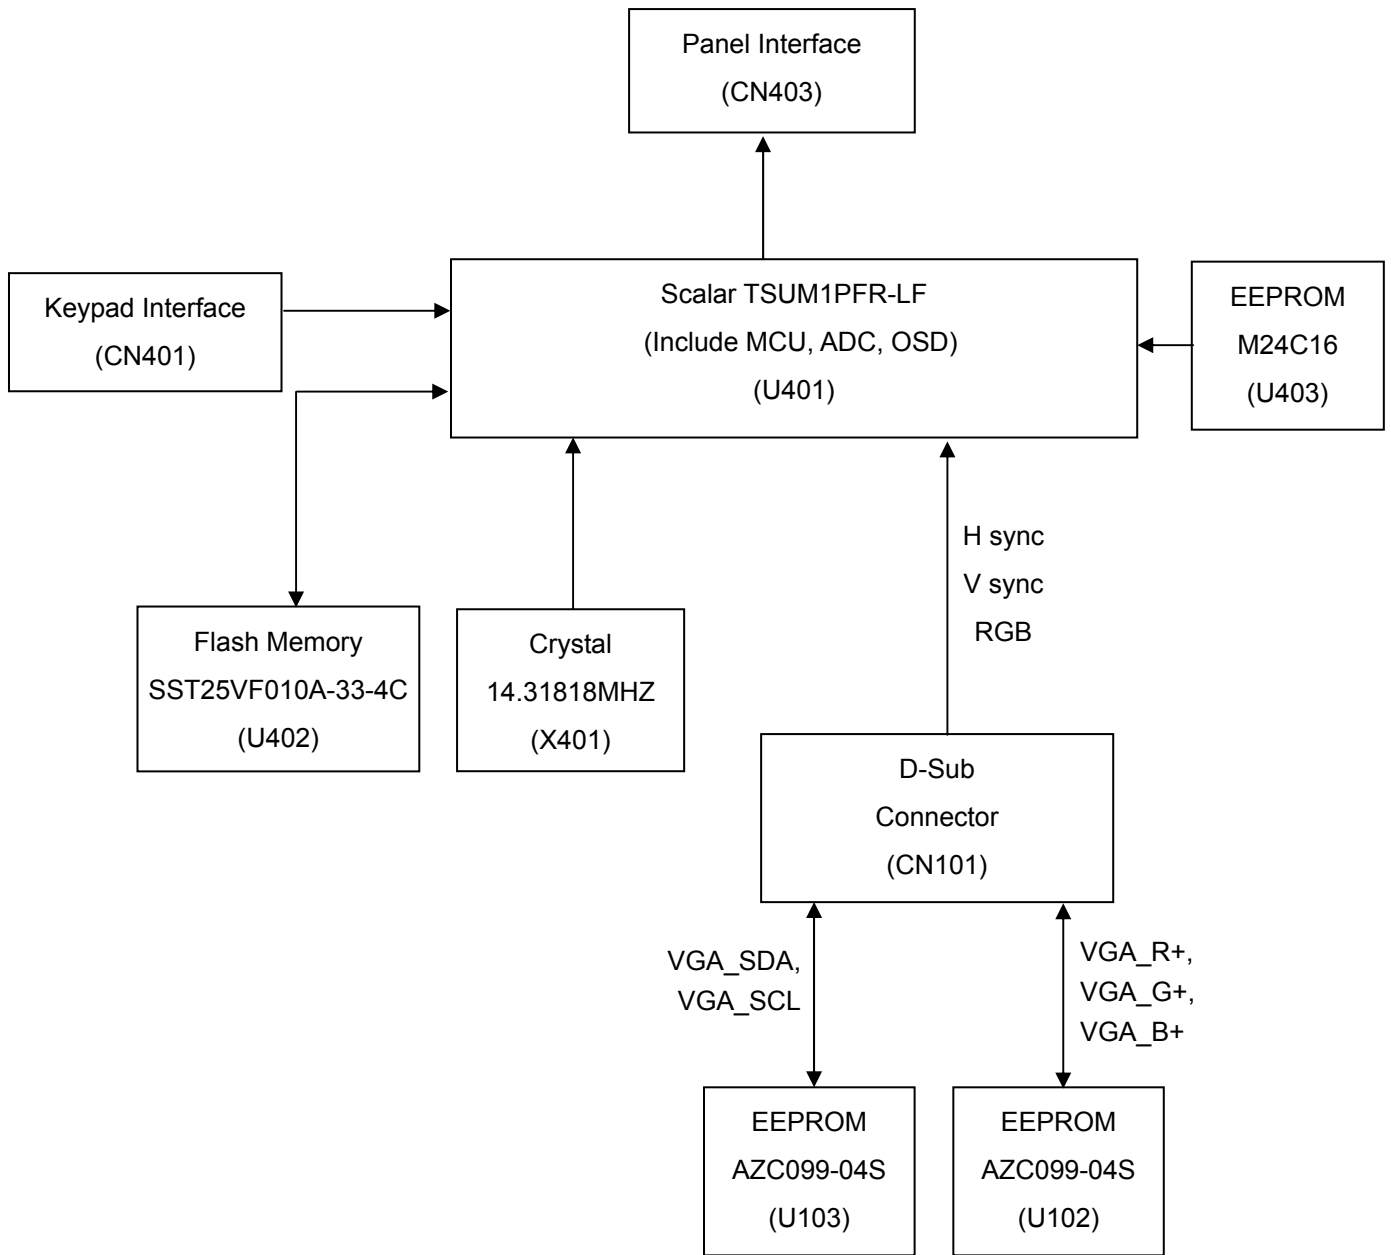 Panel Interface
(CN403)
Keypad Interface
(CN401)
Scalar TSUM1PFR-LF
(Include MCU, ADC, OSD)
(U401)
EEPROM
M24C16
(U403)
H sync
V sync
RGB
Flash Memory
SST25VF010A-33-4C
(U402)
Crystal
14.31818MHZ
(X401)
D-Sub
Connector
(CN101)
VGA_SDA,
VGA_SCL
VGA_R+,
VGA_G+,
VGA_B+
EEPROM
AZC099-04S
(U103)
EEPROM
AZC099-04S
(U102)